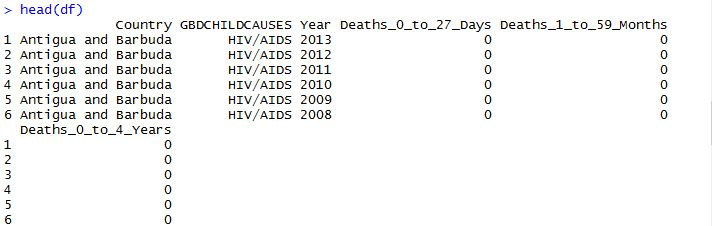 > head(df)
              Country GBDCHILDCAUSES Year Deaths_0_to_27_Days Deaths_1_to_59_Months
1 Antigua and Barbuda       HIV/AIDS 2013                   0                     0
2 Antigua and Barbuda       HIV/AIDS 2012                   0                     0
3 Antigua and Barbuda       HIV/AIDS 2011                   0                     0
4 Antigua and Barbuda       HIV/AIDS 2010                   0                     0
5 Antigua and Barbuda       HIV/AIDS 2009                   0                     0
6 Antigua and Barbuda       HIV/AIDS 2008                   0                     0
  Deaths_0_to_4_Years
1                   0
2                   0
3                   0
4                   0
5                   0
6                   0